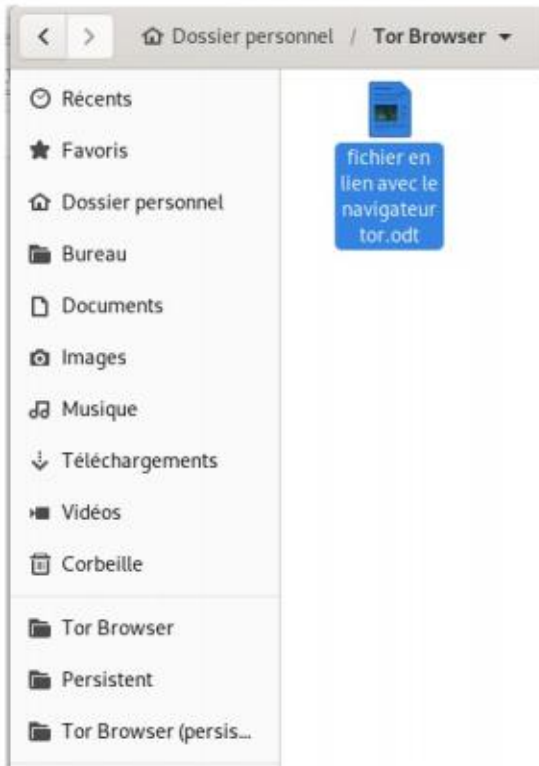 Dossier personnel / Tor Browser
Récents
Favoris
Dossier personnel
Bureau
Documents
Images
Musique
Téléchargements
Vidéos
Corbeille
Tor Browser
Persistent
Tor Browser (persis...
fichier en
lien avec le
navigateur
tor.odt